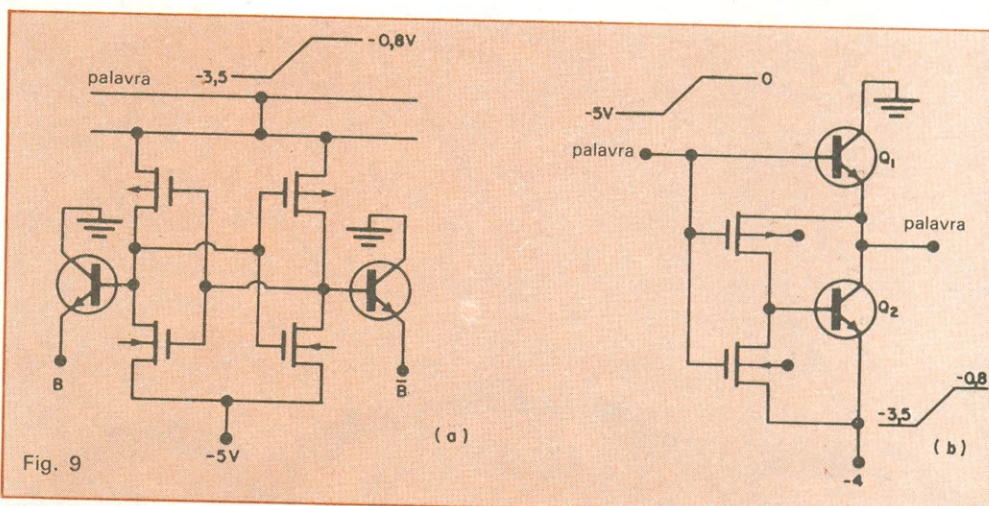 -0,8V
-3,5
palavra
B
B̅
-5V
(a)
Fig. 9
0
-5V
palavra
Q1
palavra
Q2
-0,8
-3,5
(b)
-4